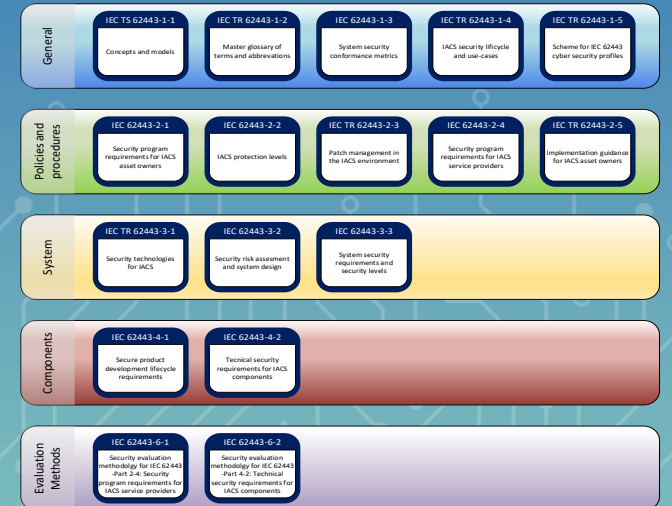 General
IEC TS 62443-1-1
Concepts and models
IEC TR 62443-1-2
Master glossary of
terms and abbrevations
IEC 62443-1-3
System security
conformance metrics
IEC TR 62443-1-4
IACS security lificycle
and use-cases
IEC TR 62443-1-5
Scheme for IEC 62443
cyber security profiles
Policies and
procedures
IEC 62443-2-1
Security program
requirements for IACS
asset owners
IEC 62443-2-2
IACS protection levels
IEC TR 62443-2-3
Patch management in
the IACS environment
IEC 62443-2-4
Security program
requirements for IACS
service providers
IEC TR 62443-2-5
Implementation guidance
for IACS asset owners
System
IEC TR 62443-3-1
Security technologies
for IACS
IEC 62443-3-2
Security risk assesment
and system design
IEC 62443-3-3
System security
requirements and
security levels
Components
IEC 62443-4-1
Secure product
development lifecycle
requirements
IEC 62443-4-2
Tecnical security
requirements for IACS
components
Evaluation
Methods
IEC 62443-6-1
Security evaluation
methodolgy for IEC 62443
-Part 2-4: Security
program requirements for
IACS service providers
IEC 62443-6-2
Security evaluation
methodolgy for IEC 62443
-Part 4-2: Technical
security requirements for
IACS components